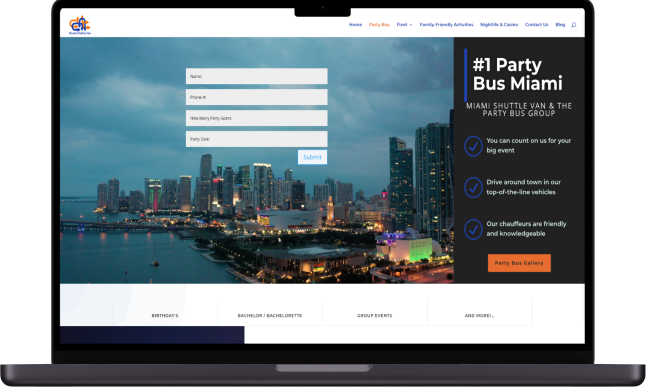 Home Party Bus Fleet Family-Friendly Activities Nightlife & Casino Contact Us Blog
#1 Party
Bus Miami
MIAMI SHUTTLE VAN & THE
PARTY BUS GROUP
You can count on us for your
big event
Drive around town in our
top-of-the-line vehicles
Our chauffeurs are friendly
and knowledgeable
Party Bus Gallery
Name
Phone #
How Many Party Goers
Party Date
Submit
BIRTHDAY'S
BACHELOR / BACHELORETTE
GROUP EVENTS
AND MORE!...